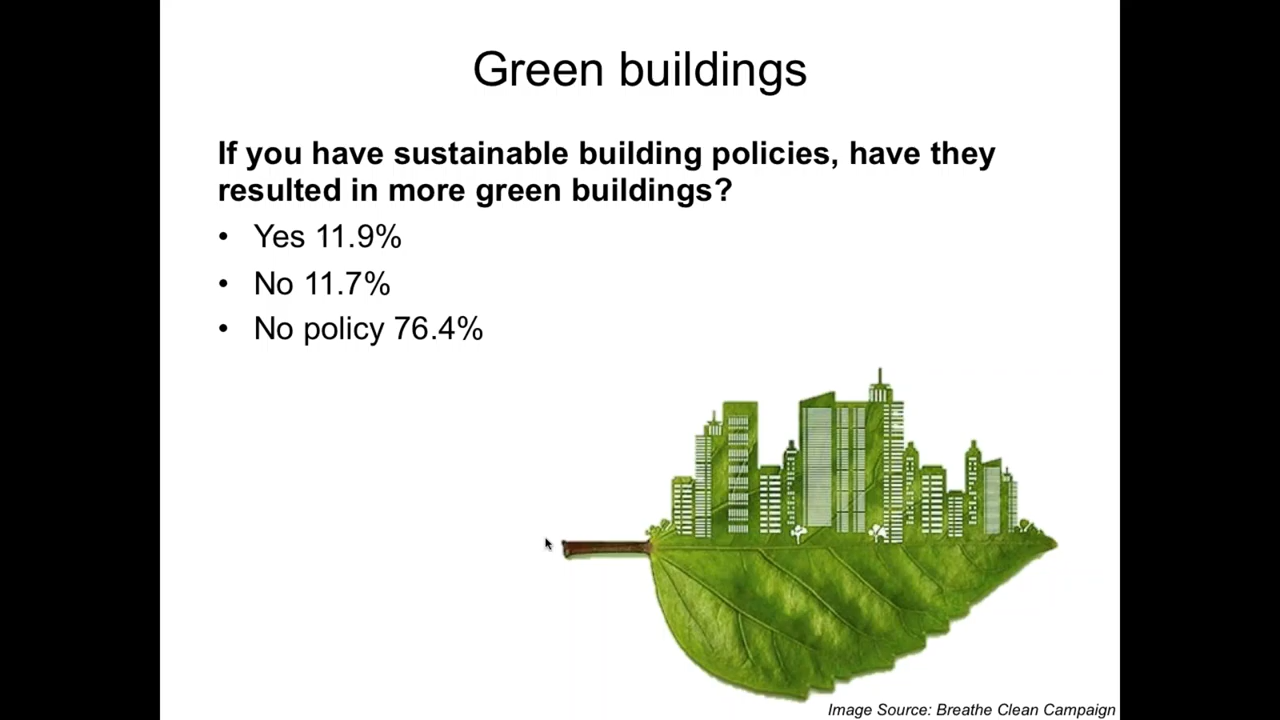 Green buildings
If you have sustainable building policies, have they
resulted in more green buildings?
• Yes 11.9%
• No 11.7%
• No policy 76.4%
Image Source: Breathe Clean Campaign